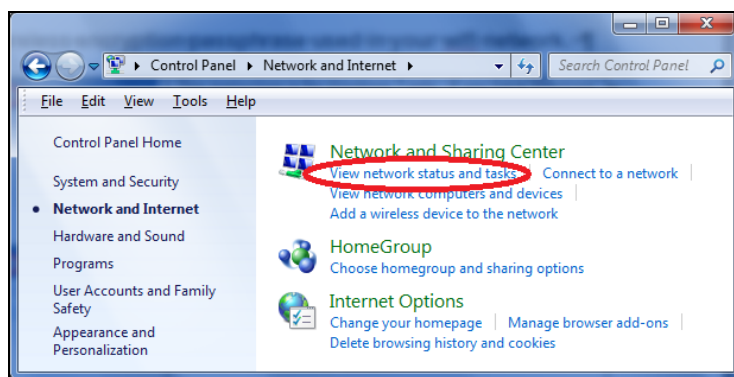 Control Panel Network and Internet Search Control Panel
File Edit View Tools Help
Control Panel Home
System and Security
Network and Internet
Hardware and Sound
Programs
User Accounts and Family
Safety
Appearance and
Personalization
Network and Sharing Center
View network status and tasks Connect to a network
View network computers and devices
Add a wireless device to the network
HomeGroup
Choose homegroup and sharing options
Internet Options
Change your homepage Manage browser add-ons
Delete browsing history and cookies